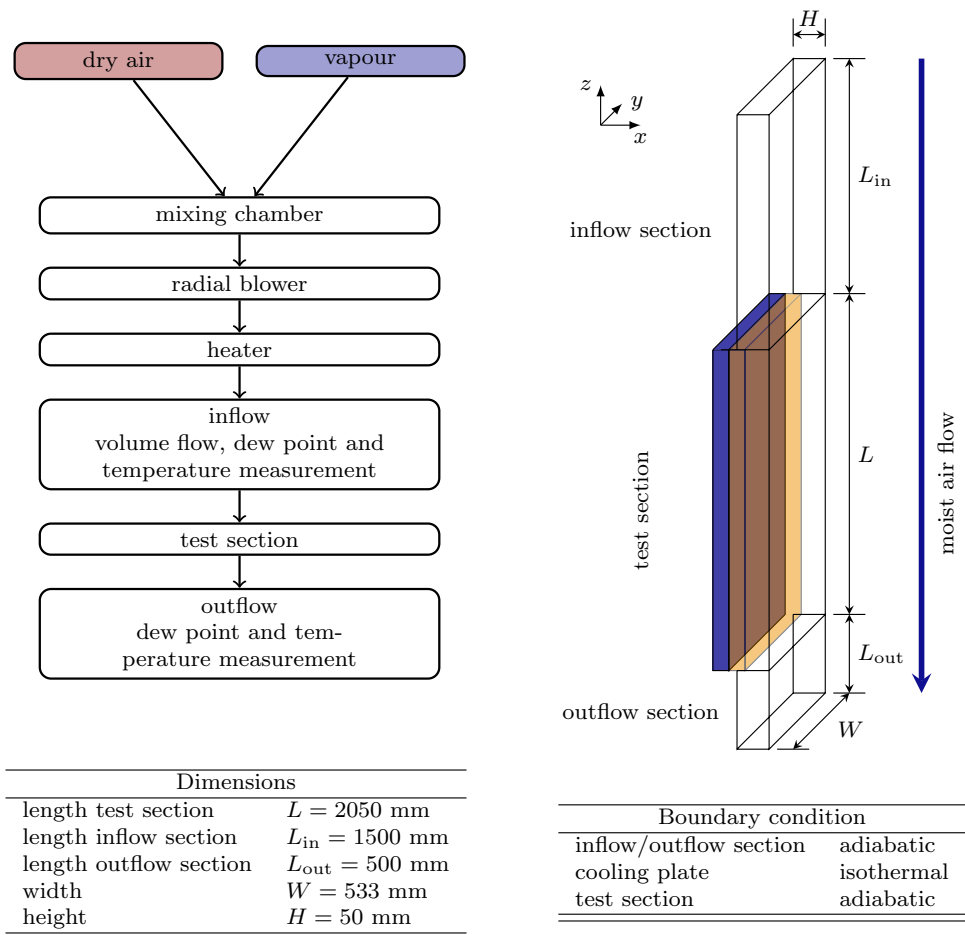 dry air
vapour
mixing chamber
radial blower
heater
inflow
volume flow, dew point and
temperature measurement
test section
outflow
dew point and tem-
perature measurement
H
z
y
x
L_in
inflow section
L
test section
moist air flow
L_out
outflow section
W
Dimensions
length test section L = 2050 mm
length inflow section L_in = 1500 mm
length outflow section L_out = 500 mm
width W = 533 mm
height H = 50 mm
Boundary condition
inflow/outflow section adiabatic
cooling plate isothermal
test section adiabatic